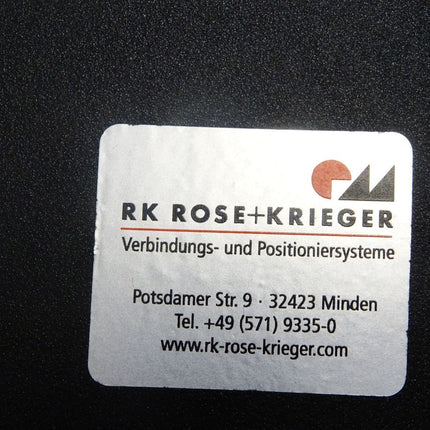 RK ROSE+KRIEGER
Verbindungs- und Positioniersysteme
Potsdamer Str. 9 · 32423 Minden
Tel. +49 (571) 9335-0
www.rk-rose-krieger.com